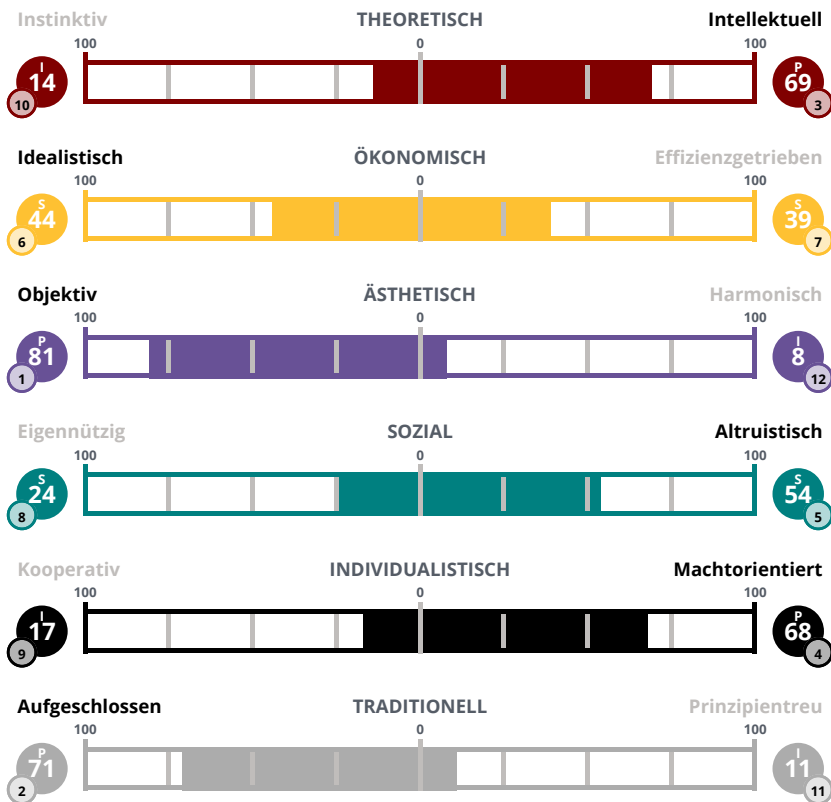 Instinktiv THEORETISCH Intellektuell
100 0 100
I P
14 69
10 3
Idealistisch ÖKONOMISCH Effizienzgetrieben
100 0 100
S S
44 39
6 7
Objektiv ÄSTHETISCH Harmonisch
100 0 100
P I
81 8
1 12
Eigennützig SOZIAL Altruistisch
100 0 100
S S
24 54
8 5
Kooperativ INDIVIDUALISTISCH Machtorientiert
100 0 100
I P
17 68
9 4
Aufgeschlossen TRADITIONELL Prinzipientreu
100 0 100
P I
71 11
2 11